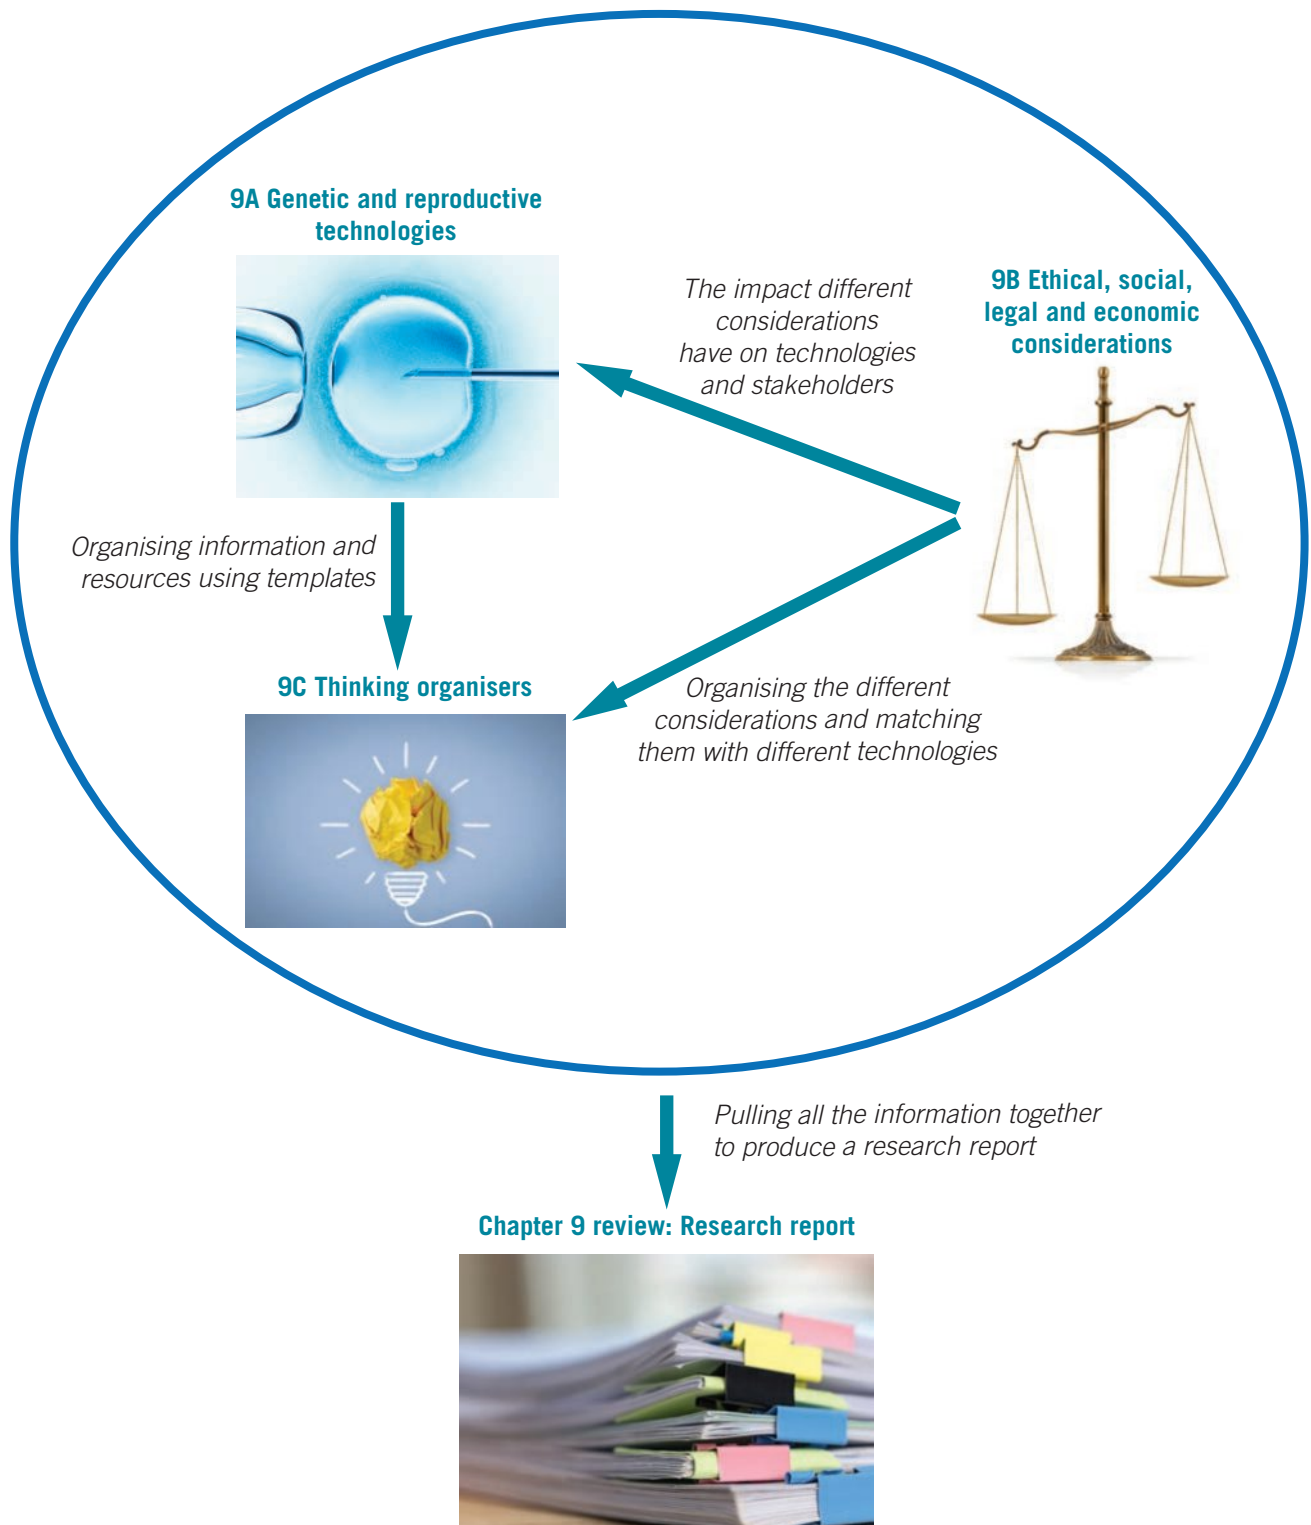 9A Genetic and reproductive
technologies
The impact different
considerations
have on technologies
and stakeholders
9B Ethical, social,
legal and economic
considerations
Organising information and
resources using templates
9C Thinking organisers
Organising the different
considerations and matching
them with different technologies
Pulling all the information together
to produce a research report
Chapter 9 review: Research report